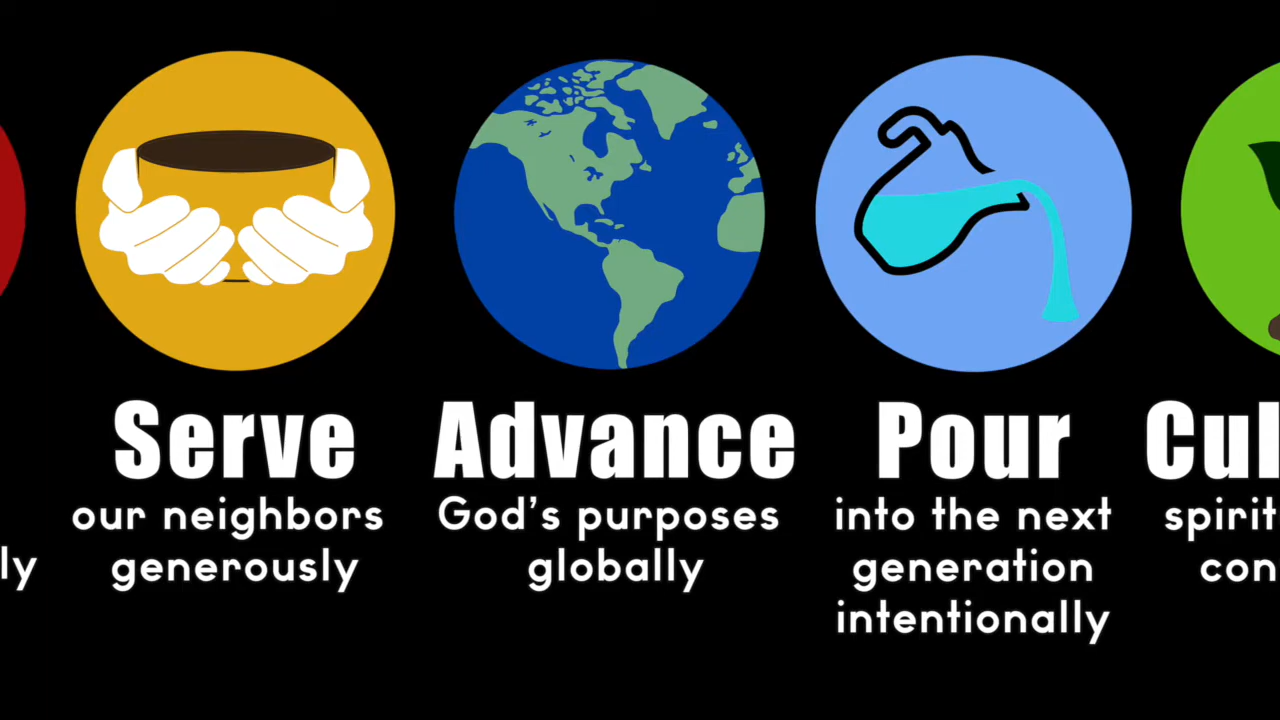 Serve
our neighbors
generously
Advance
God's purposes
globally
Pour
into the next
generation
intentionally